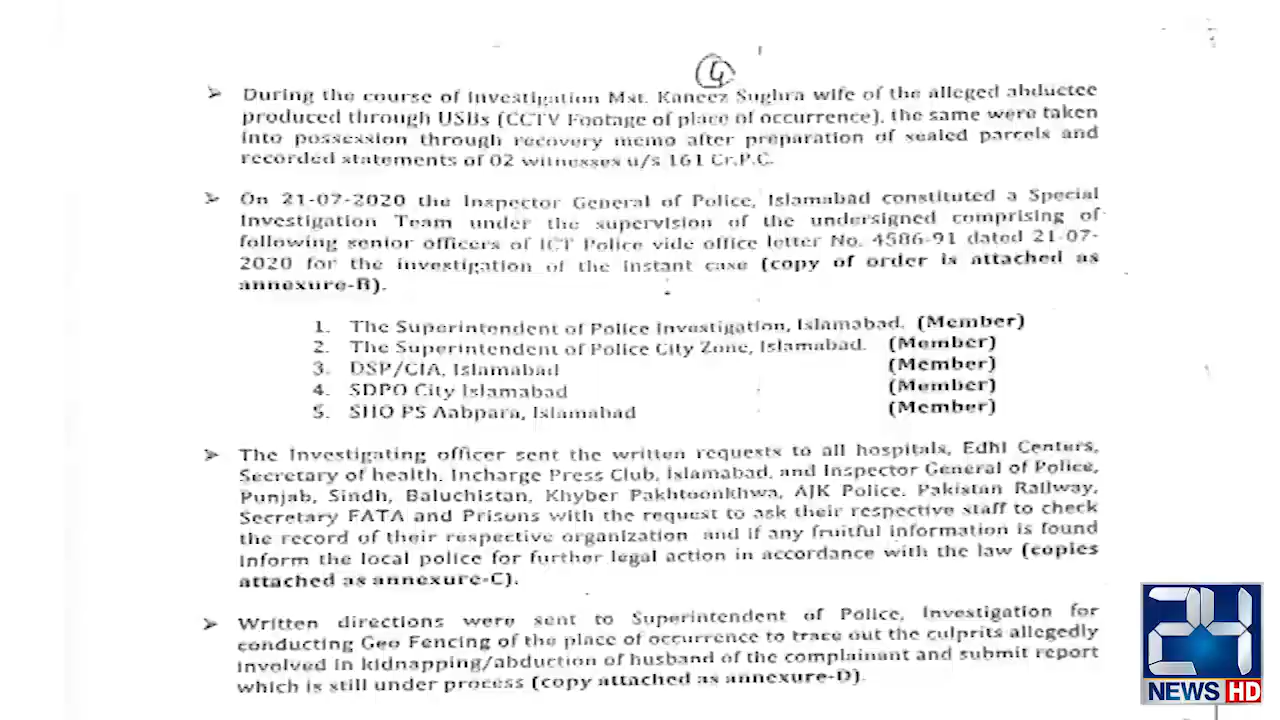 4
➢ During the course of investigation Mst. Kaneez Sughra wife of the alleged abductee
produced through USBs (CCTV Footage of place of occurrence), the same were taken
into possession through recovery memo after preparation of sealed parcels and
recorded statements of 02 witnesses u/s 161 Cr.P.C.
➢ On 21-07-2020 the Inspector General of Police, Islamabad constituted a Special
Investigation Team under the supervision of the undersigned comprising of
following senior officers of ICT Police vide office letter No. 4586-91 dated 21-07-
2020 for the investigation of the instant case (copy of order is attached as
annexure-B).
1. The Superintendent of Police Investigation, Islamabad. (Member)
2. The Superintendent of Police City Zone, Islamabad. (Member)
3. DSP/CIA, Islamabad (Member)
4. SDPO City Islamabad (Member)
5. SHO PS Aabpara, Islamabad (Member)
➢ The Investigating officer sent the written requests to all hospitals, Edhi Centers,
Secretary of health, Incharge Press Club, Islamabad, and Inspector General of Police,
Punjab, Sindh, Baluchistan, Khyber Pakhtoonkhwa, AJK Police, Pakistan Railway,
Secretary FATA and Prisons with the request to ask their respective staff to check
the record of their respective organization and if any fruitful information is found
inform the local police for further legal action in accordance with the law (copies
attached as annexure-C).
➢ Written directions were sent to Superintendent of Police, Investigation for
conducting Geo Fencing of the place of occurrence to trace out the culprits allegedly
involved in kidnapping/abduction of husband of the complainant and submit report
which is still under process (copy attached as annexure-D).
24
NEWS HD